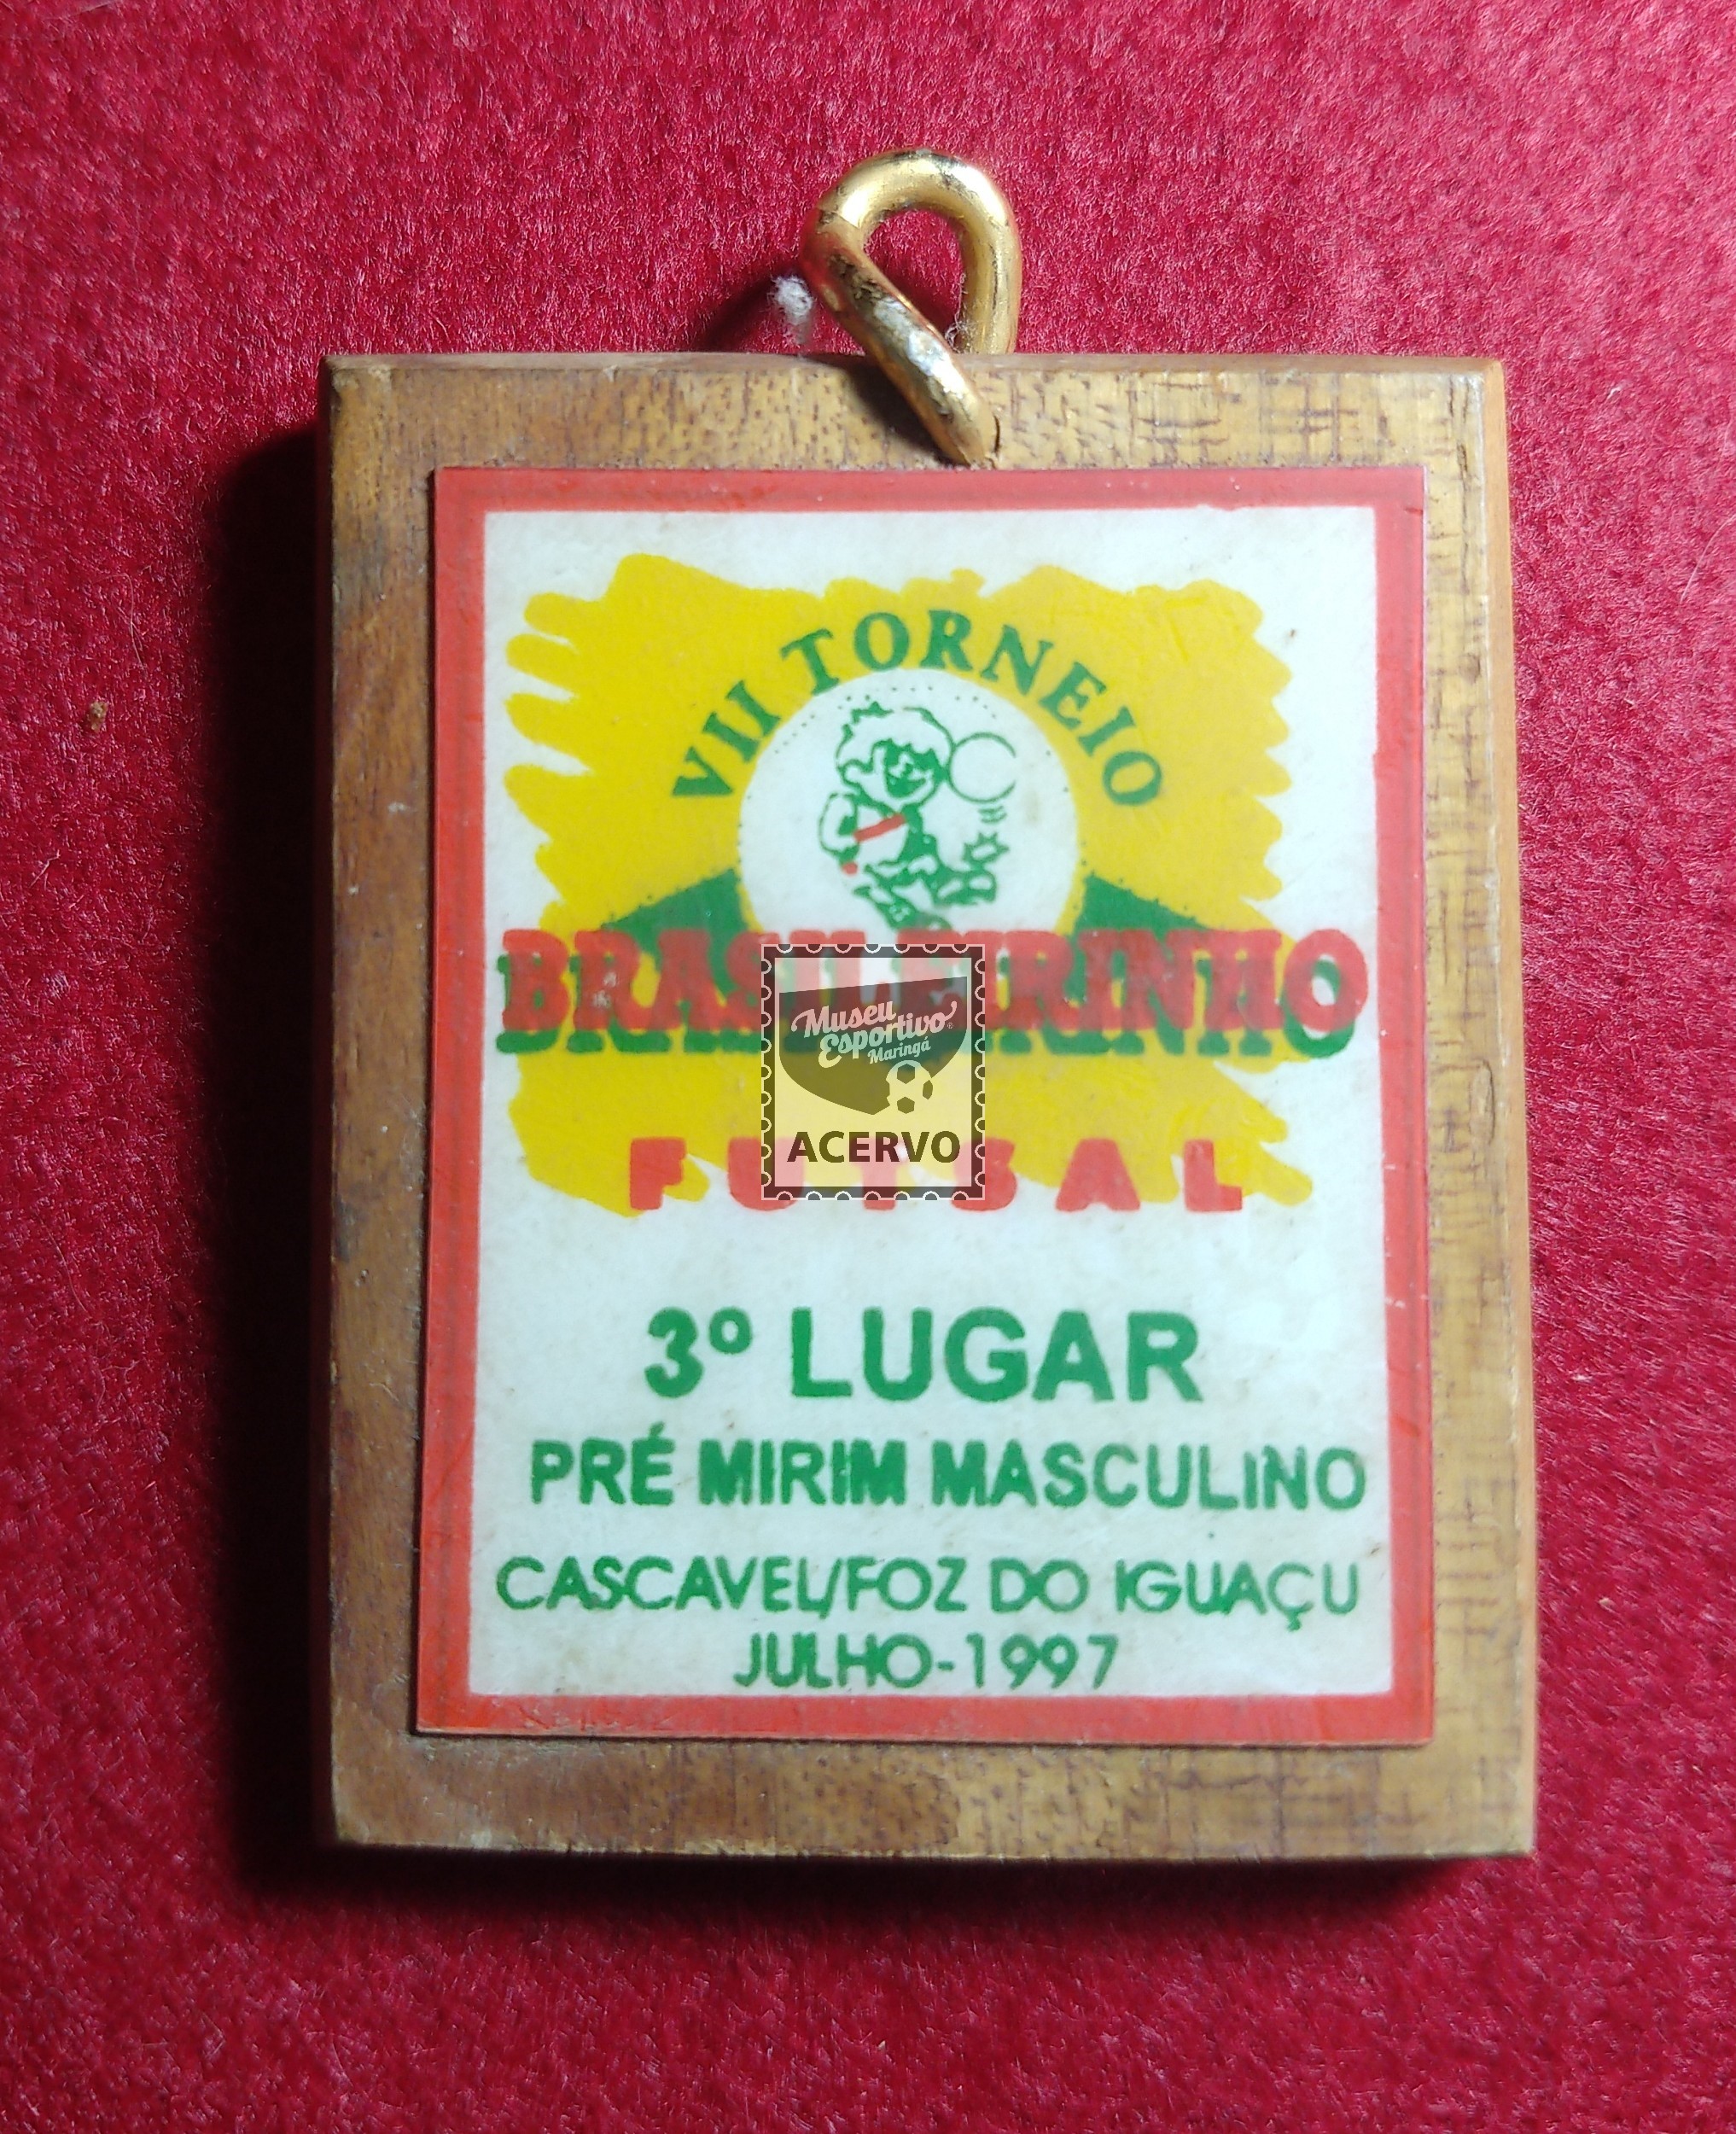 VII TORNEIO
BRASILEIRINHO
FUTSAL
Museu
Esportivo®
Maringá
ACERVO
3º LUGAR
PRÉ MIRIM MASCULINO
CASCAVEL/FOZ DO IGUAÇU
JULHO-1997